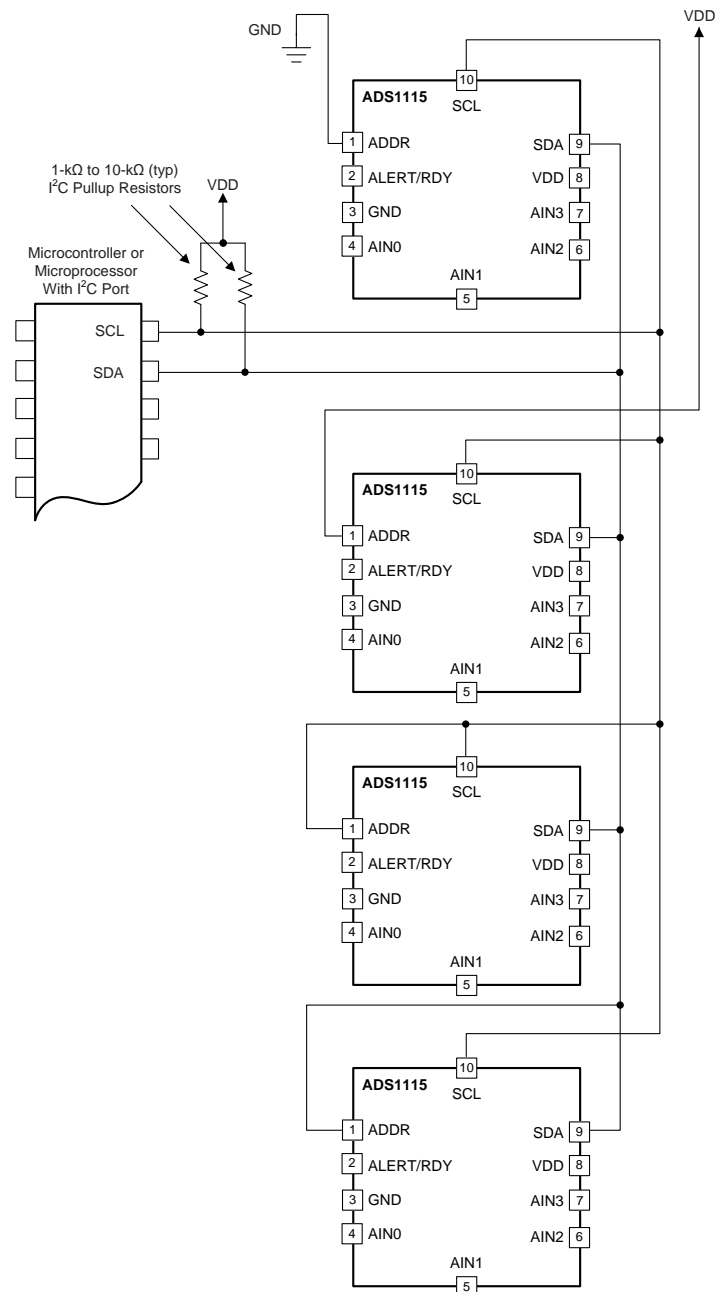 GND
VDD
10
ADS1115
SCL
1 ADDR
SDA 9
2 ALERT/RDY
VDD 8
3 GND
AIN3 7
4 AIN0
AIN2 6
AIN1
5
1-kΩ to 10-kΩ (typ)
I²C Pullup Resistors
VDD
Microcontroller or
Microprocessor
With I²C Port
SCL
SDA
10
ADS1115
SCL
1 ADDR
SDA 9
2 ALERT/RDY
VDD 8
3 GND
AIN3 7
4 AIN0
AIN2 6
AIN1
5
10
ADS1115
SCL
1 ADDR
SDA 9
2 ALERT/RDY
VDD 8
3 GND
AIN3 7
4 AIN0
AIN2 6
AIN1
5
10
ADS1115
SCL
1 ADDR
SDA 9
2 ALERT/RDY
VDD 8
3 GND
AIN3 7
4 AIN0
AIN2 6
AIN1
5